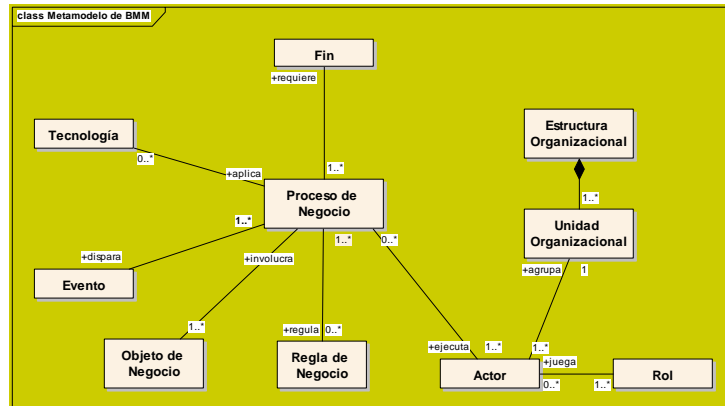 class Metamodelo de BMM
Fin
+requiere
1..*
Tecnología
0..*
+aplica
Estructura
Organizacional
1..*
Proceso de
Negocio
Unidad
Organizacional
1..*
+dispara
1..*
0..*
+involucra
+agrupa
1
Evento
1..*
+regula
0..*
+ejecuta
1..*
1..*
Objeto de
Negocio
Regla de
Negocio
Actor
+juega
0..*
1..*
Rol